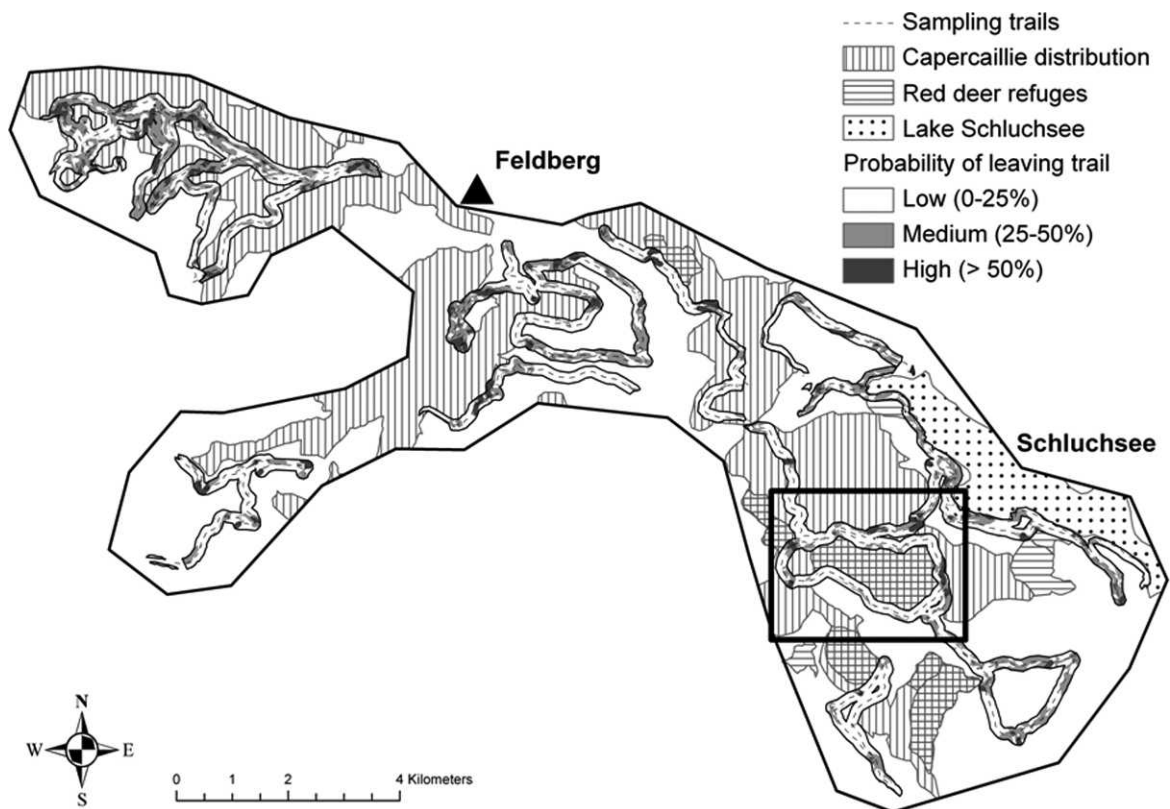 Sampling trails
Capercaillie distribution
Red deer refuges
Lake Schluchsee
Probability of leaving trail
Low (0-25%)
Medium (25-50%)
High (> 50%)
Feldberg
Schluchsee
N
W E
S
0 1 2 4 Kilometers